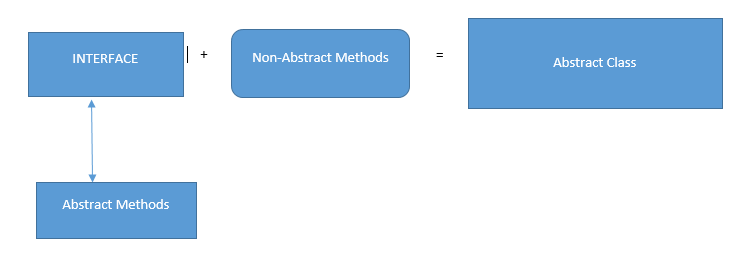 INTERFACE + Non-Abstract Methods = Abstract Class
Abstract Methods